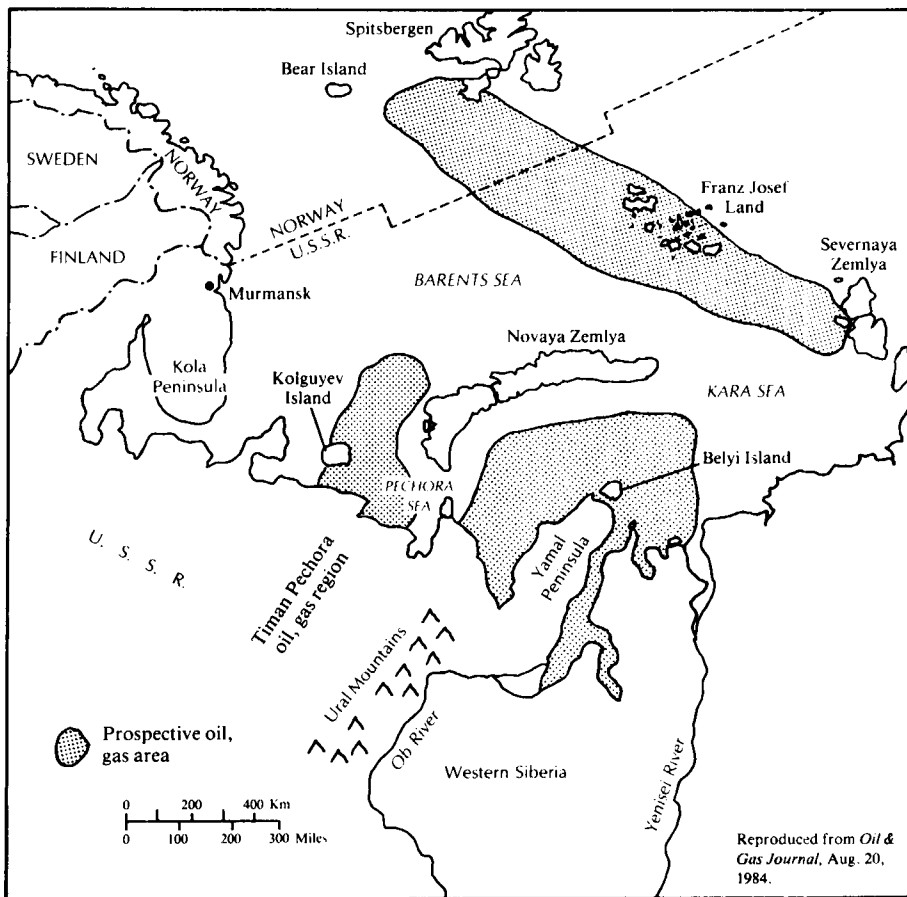 Spitsbergen
Bear Island
SWEDEN
NORWAY
NORWAY
U.S.S.R.
Franz Josef
Land
FINLAND
Severnaya
Zemlya
Murmansk
BARENTS SEA
Novaya Zemlya
Kola
Peninsula
Kolguyev
Island
KARA SEA
Belyi Island
PECHORA
SEA
U. S. S. R.
Yamal
Peninsula
Timan Pechora
oil, gas region
Ural Mountains
Prospective oil,
gas area
Ob River
Western Siberia
Yenisei River
0 200 400 Km
0 100 200 300 Miles
Reproduced from Oil &
Gas Journal, Aug. 20,
1984.